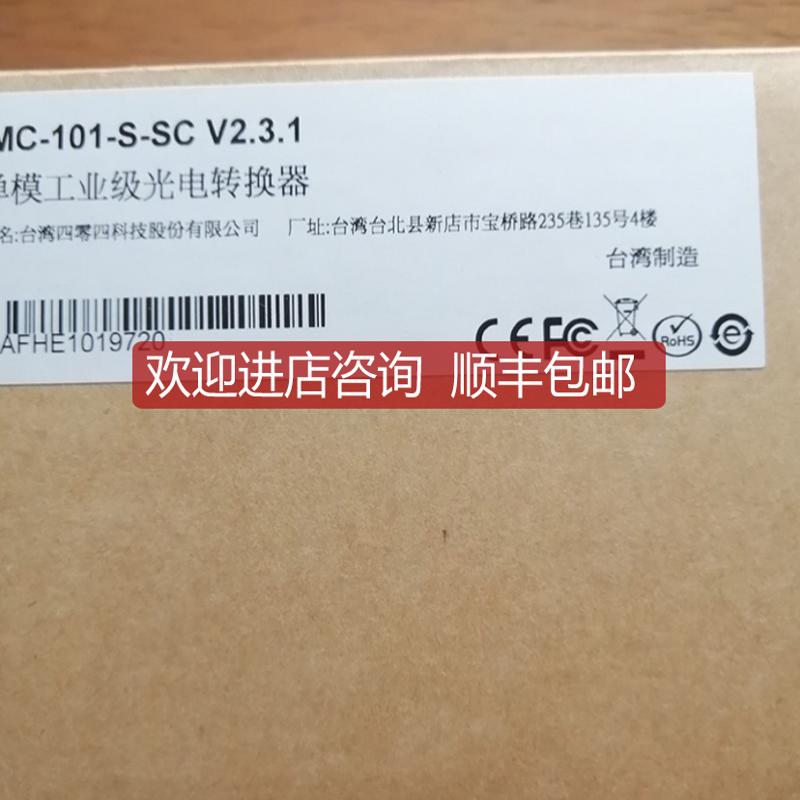 MC-101-S-SC V2.3.1
单模工业级光电转换器
名:台湾四零四科技股份有限公司 厂址:台湾台北县新店市宝桥路235巷135号4楼
台湾制造
AFHE1019720
CE FC RoHS e
欢迎进店咨询 顺丰包邮